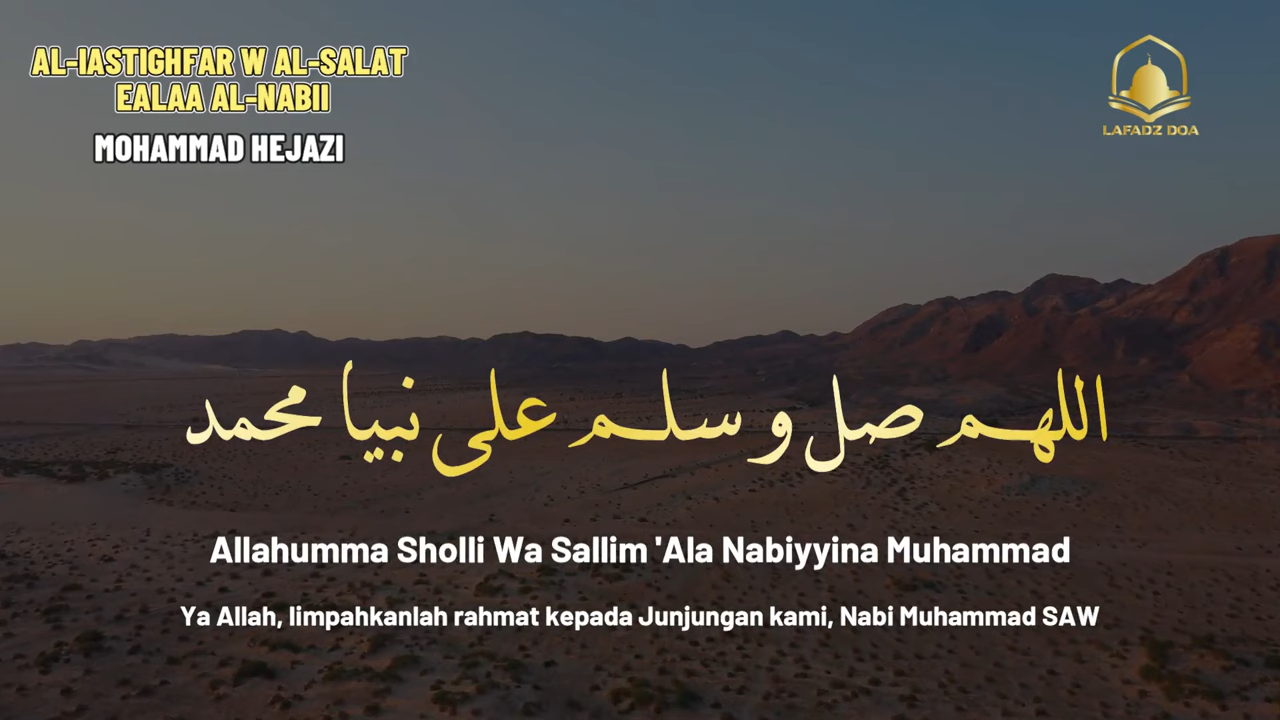 AL-IASTIGHFAR W AL-SALAT
EALAA AL-NABII
MOHAMMAD HEJAZI
LAFADZ DOA
اللهم صل و سلم على نبيا محمد
Allahumma Sholli Wa Sallim 'Ala Nabiyyina Muhammad
Ya Allah, limpahkanlah rahmat kepada Junjungan kami, Nabi Muhammad SAW